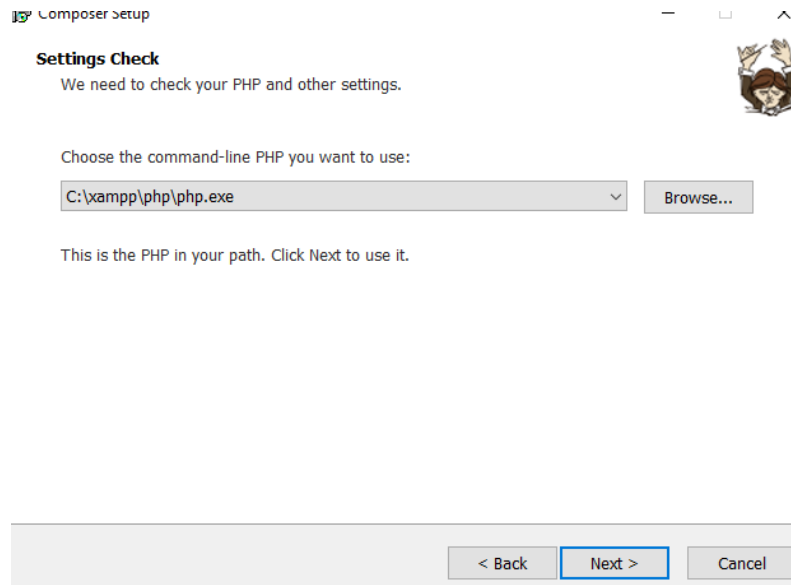 Composer Setup
Settings Check
We need to check your PHP and other settings.
Choose the command-line PHP you want to use:
C:\xampp\php\php.exe
Browse...
This is the PHP in your path. Click Next to use it.
< Back
Next >
Cancel